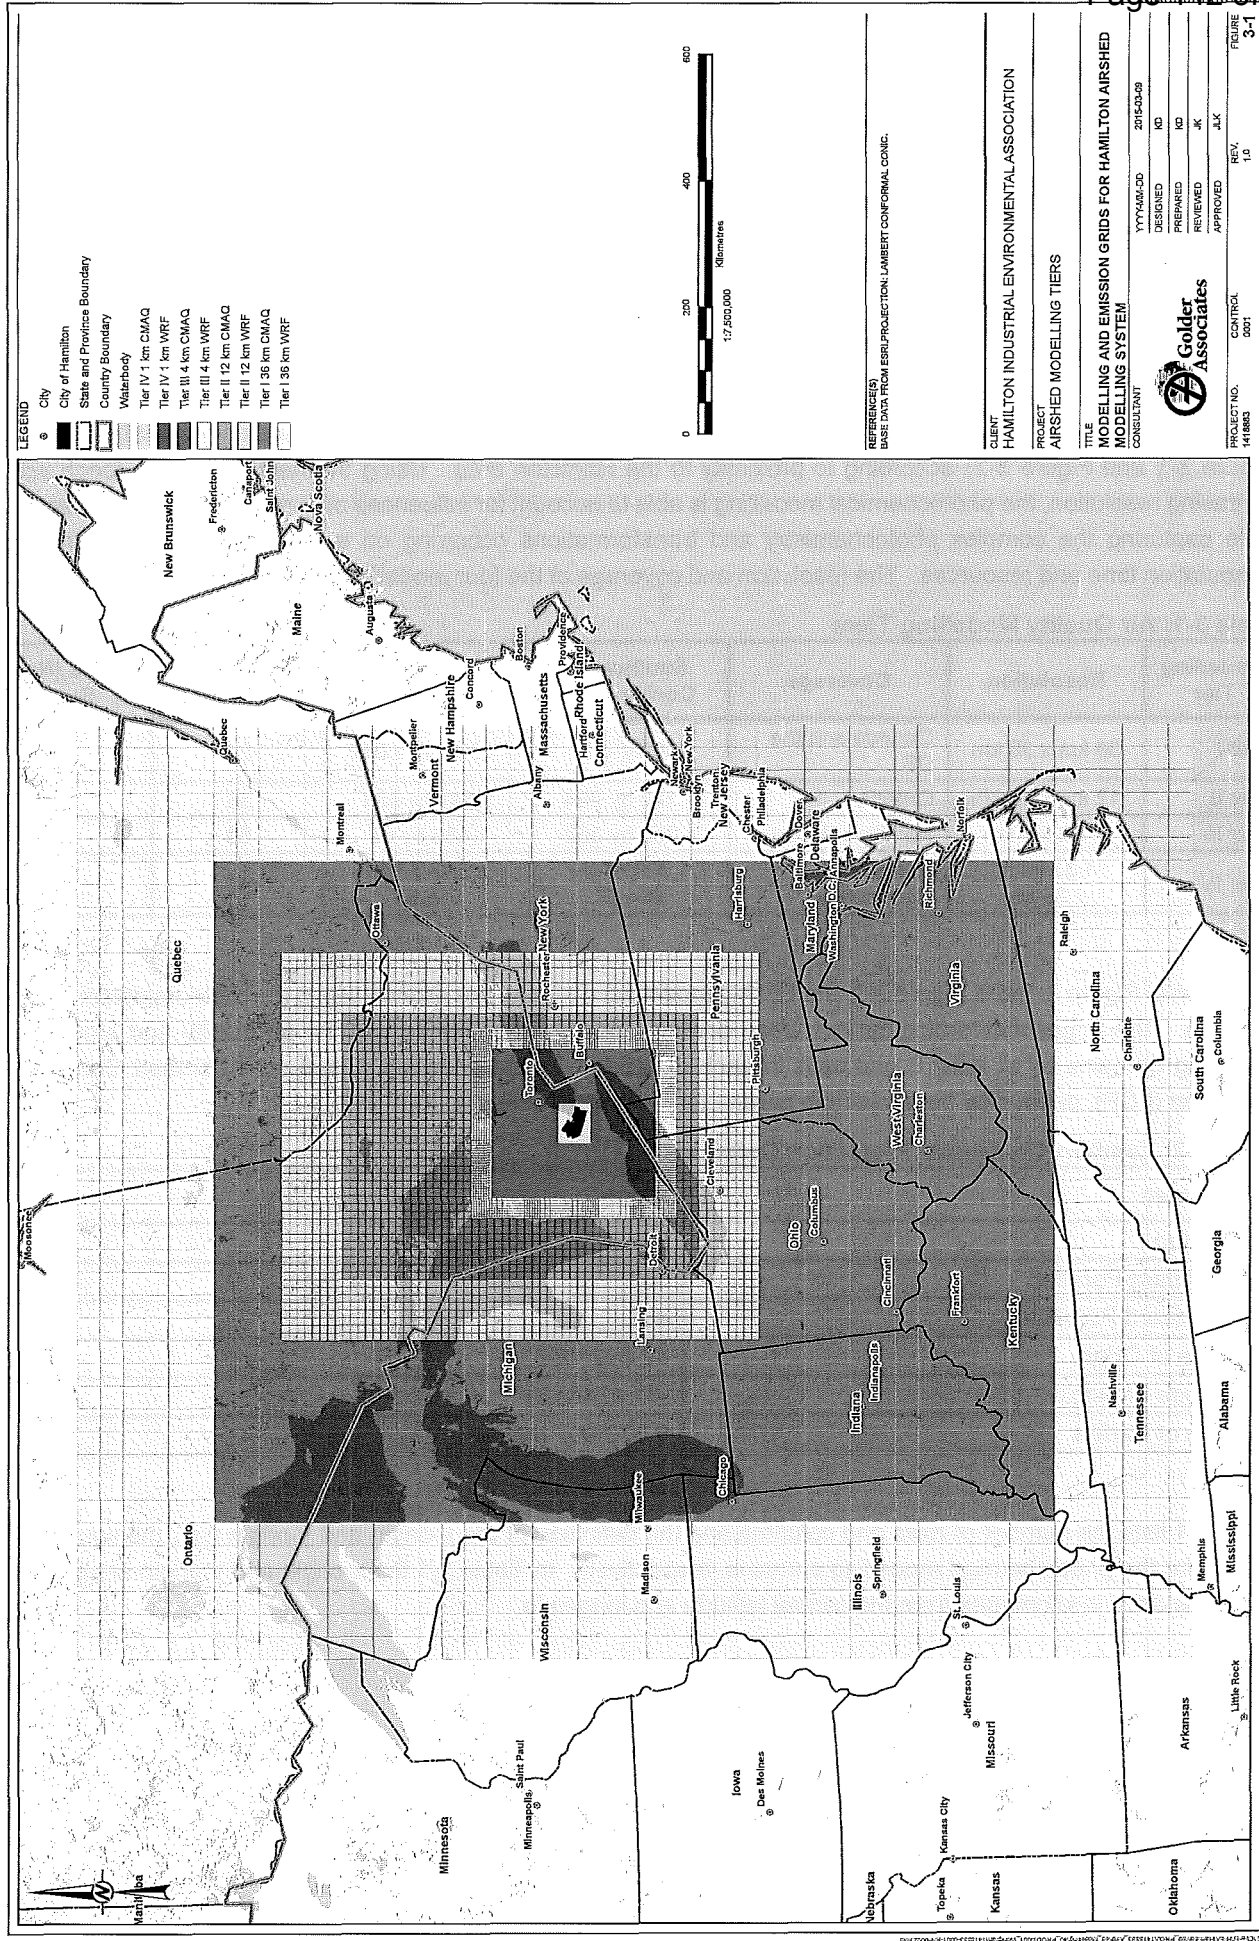 LEGEND
City
City of Hamilton
State and Province Boundary
Country Boundary
Waterbody
Tier IV 1 km CMAQ
Tier IV 1 km WRF
Tier III 4 km CMAQ
Tier III 4 km WRF
Tier II 12 km CMAQ
Tier II 12 km WRF
Tier I 36 km CMAQ
Tier I 36 km WRF
0 200 400 600
1:7,500,000 Kilometres
REFERENCE(S)
BASE DATA FROM ESRI. PROJECTION: LAMBERT CONFORMAL CONIC.
CLIENT
HAMILTON INDUSTRIAL ENVIRONMENTAL ASSOCIATION
PROJECT
AIRSHED MODELLING TIERS
TITLE
MODELLING AND EMISSION GRIDS FOR HAMILTON AIRSHED
MODELLING SYSTEM
CONSULTANT
Golder
Associates
YYYY-MM-DD 2015-03-09
DESIGNED KD
PREPARED KD
REVIEWED JK
APPROVED JLK
PROJECT NO. CONTROL REV. FIGURE
1418863 0001 1.0 3-1
N
Manitoba
Ontario
Moosonee
Quebec
Quebec
New Brunswick
Fredericton
Canaport
Saint John
Nova Scotia
Maine
Augusta
Montreal
Ottawa
Montpelier
Vermont
New Hampshire
Concord
Boston
Massachusetts
Albany
Providence
Rhode Island
Hartford
Connecticut
Minnesota
Minneapolis
Saint Paul
Wisconsin
Madison
Milwaukee
Michigan
Lansing
Detroit
Toronto
Buffalo
Rochester
New York
Newark
New York
Brooklyn
Trenton
New Jersey
Chester
Philadelphia
Pennsylvania
Harrisburg
Pittsburgh
Cleveland
Chicago
Iowa
Des Moines
Nebraska
Illinois
Springfield
Indiana
Indianapolis
Ohio
Columbus
Cincinnati
Maryland
Baltimore
Dover
Delaware
Washington D.C.
Annapolis
West Virginia
Charleston
Virginia
Richmond
Norfolk
Kansas City
Topeka
Kansas
Jefferson City
Missouri
St. Louis
Frankfort
Kentucky
Raleigh
North Carolina
Charlotte
Nashville
Tennessee
Oklahoma
Arkansas
Little Rock
Memphis
Mississippi
Alabama
Georgia
South Carolina
Columbia